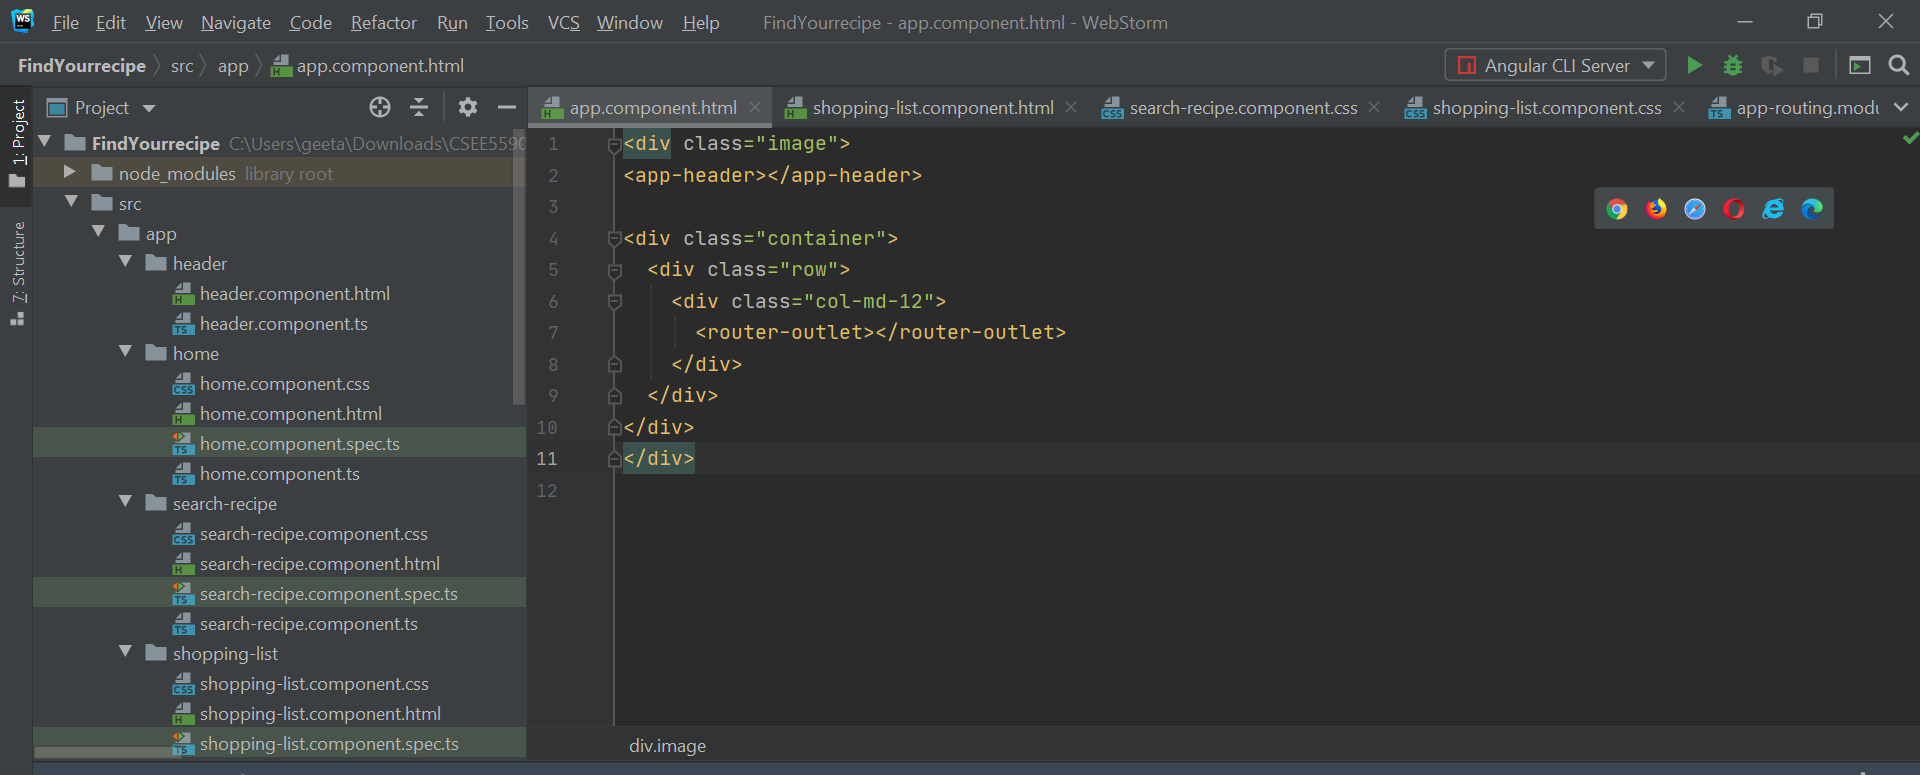 WS File Edit View Navigate Code Refactor Run Tools VCS Window Help FindYourrecipe - app.component.html - WebStorm
FindYourrecipe src app app.component.html Angular CLI Server
1: Project
7: Structure
Project
FindYourrecipe C:\Users\geeta\Downloads\CSEE5590
node_modules library root
src
app
header
header.component.html
header.component.ts
home
home.component.css
home.component.html
home.component.spec.ts
home.component.ts
search-recipe
search-recipe.component.css
search-recipe.component.html
search-recipe.component.spec.ts
search-recipe.component.ts
shopping-list
shopping-list.component.css
shopping-list.component.html
shopping-list.component.spec.ts
app.component.html shopping-list.component.html search-recipe.component.css shopping-list.component.css app-routing.modu
1 <div class="image">
2 <app-header></app-header>
3
4 <div class="container">
5 <div class="row">
6 <div class="col-md-12">
7 <router-outlet></router-outlet>
8 </div>
9 </div>
10 </div>
11 </div>
12
div.image